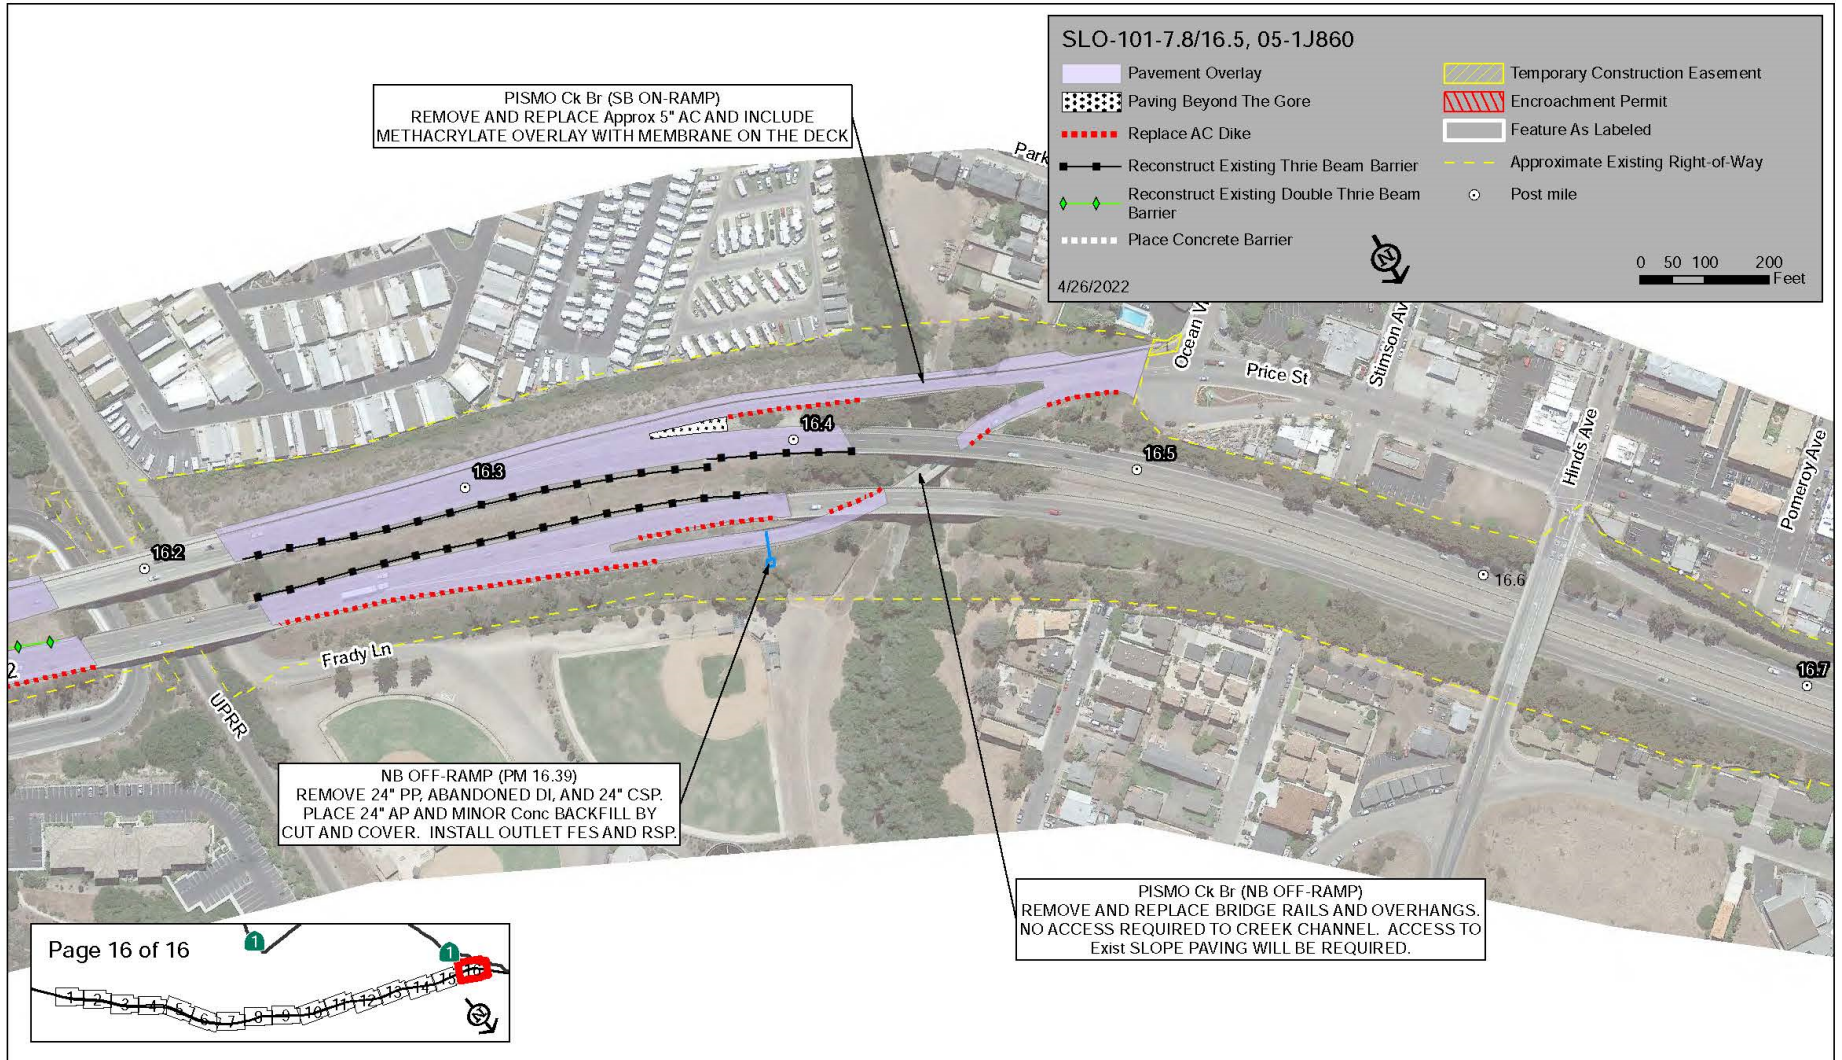 SLO-101-7.8/16.5, 05-1J860
Pavement Overlay
Paving Beyond The Gore
Replace AC Dike
Reconstruct Existing Thrie Beam Barrier
Reconstruct Existing Double Thrie Beam
Barrier
Place Concrete Barrier
4/26/2022
Temporary Construction Easement
Encroachment Permit
Feature As Labeled
Approximate Existing Right-of-Way
Post mile
N
0 50 100 200
Feet
PISMO Ck Br (SB ON-RAMP)
REMOVE AND REPLACE Approx 5" AC AND INCLUDE
METHACRYLATE OVERLAY WITH MEMBRANE ON THE DECK
Park
Ocean
Price St
Stimson Av
Hinds Ave
Pomeroy Ave
16.2
16.3
16.4
16.5
16.6
16.7
2
Frady Ln
UPRR
NB OFF-RAMP (PM 16.39)
REMOVE 24" PP, ABANDONED DI, AND 24" CSP.
PLACE 24" AP AND MINOR Conc BACKFILL BY
CUT AND COVER. INSTALL OUTLET FES AND RSP.
PISMO Ck Br (NB OFF-RAMP)
REMOVE AND REPLACE BRIDGE RAILS AND OVERHANGS.
NO ACCESS REQUIRED TO CREEK CHANNEL. ACCESS TO
Exist SLOPE PAVING WILL BE REQUIRED.
Page 16 of 16
1
1
1 2 3 4 5 6 7 8 9 10 11 12 13 14 15 16
N